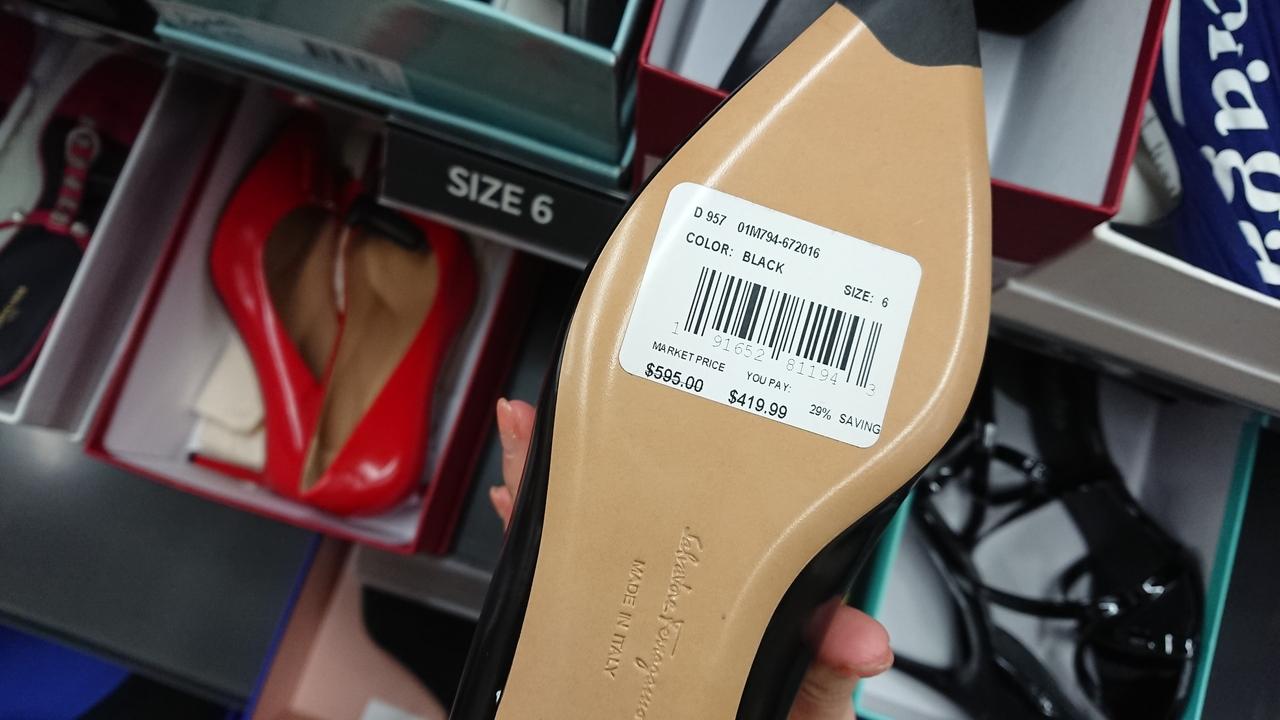 SIZE 6
D 957 01M794-672016
COLOR: BLACK
SIZE: 6
1 91652 81194 3
MARKET PRICE YOU PAY:
$595.00 $419.99 29% SAVING
Salvatore Ferragamo
MADE IN ITALY